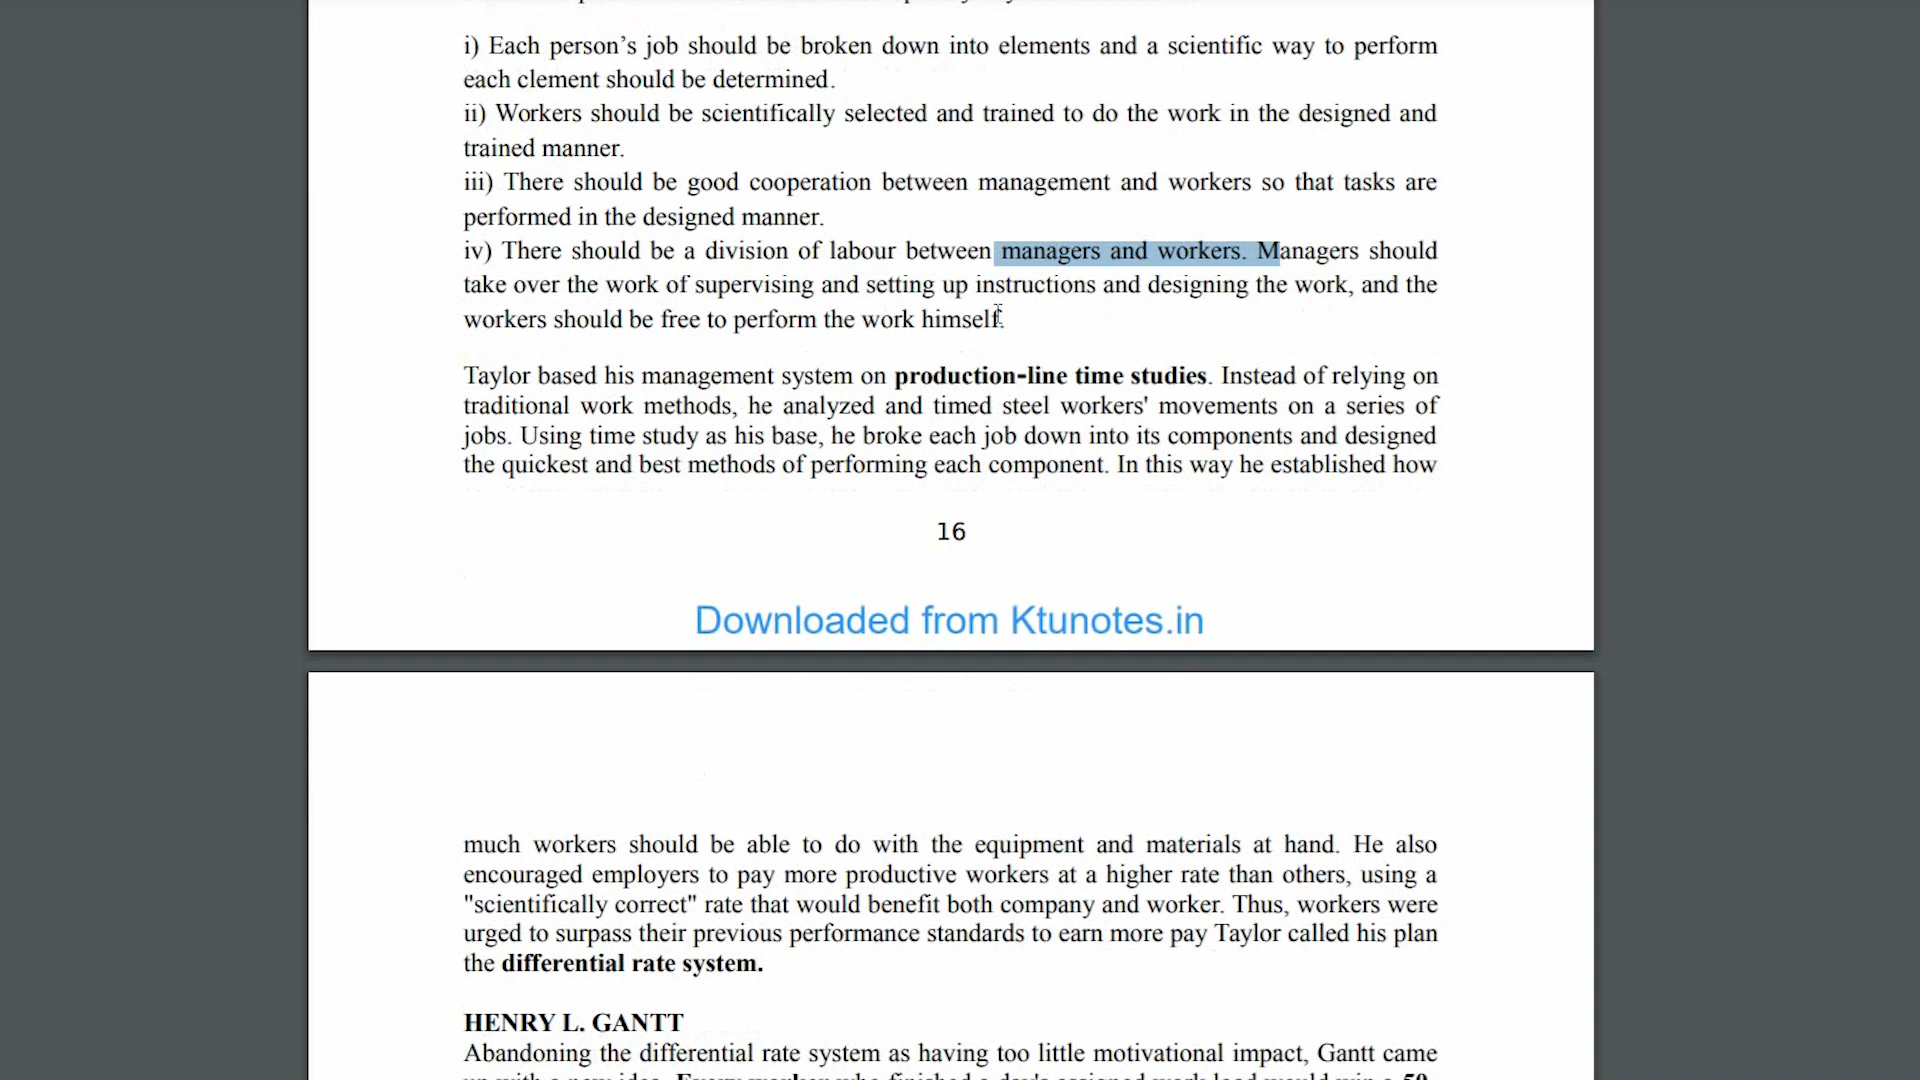 i) Each person's job should be broken down into elements and a scientific way to perform
each clement should be determined.
ii) Workers should be scientifically selected and trained to do the work in the designed and
trained manner.
iii) There should be good cooperation between management and workers so that tasks are
performed in the designed manner.
iv) There should be a division of labour between managers and workers. Managers should
take over the work of supervising and setting up instructions and designing the work, and the
workers should be free to perform the work himself.
Taylor based his management system on production-line time studies. Instead of relying on
traditional work methods, he analyzed and timed steel workers' movements on a series of
jobs. Using time study as his base, he broke each job down into its components and designed
the quickest and best methods of performing each component. In this way he established how
16
Downloaded from Ktunotes.in
much workers should be able to do with the equipment and materials at hand. He also
encouraged employers to pay more productive workers at a higher rate than others, using a
"scientifically correct" rate that would benefit both company and worker. Thus, workers were
urged to surpass their previous performance standards to earn more pay Taylor called his plan
the differential rate system.
HENRY L. GANTT
Abandoning the differential rate system as having too little motivational impact, Gantt came